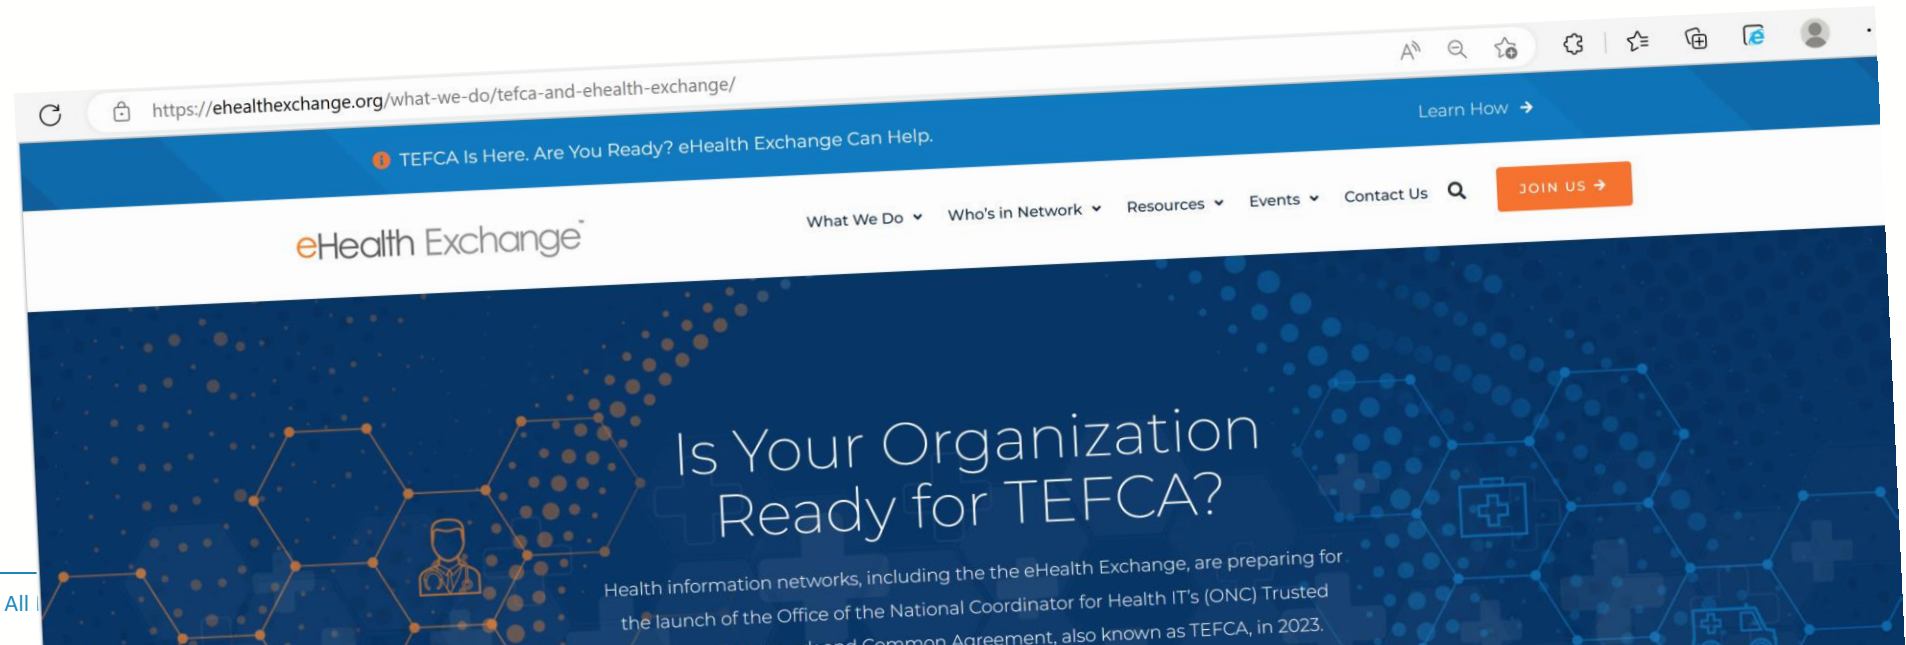 https://ehealthexchange.org/what-we-do/tefca-and-ehealth-exchange/
TEFCA Is Here. Are You Ready? eHealth Exchange Can Help.
Learn How →
eHealth Exchange™
What We Do
Who's in Network
Resources
Events
Contact Us
JOIN US →
Is Your Organization
Ready for TEFCA?
Health information networks, including the the eHealth Exchange, are preparing for
the launch of the Office of the National Coordinator for Health IT's (ONC) Trusted
and Common Agreement, also known as TEFCA, in 2023.
All